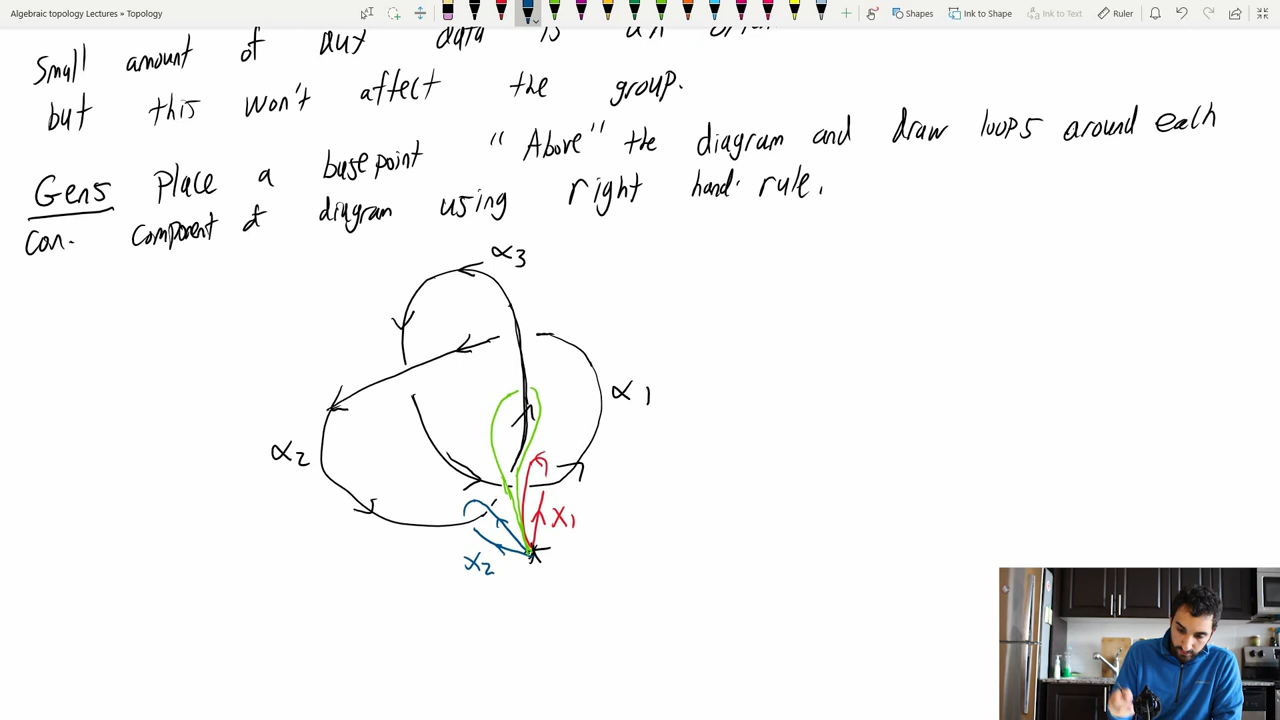 Algebraic topology Lectures » Topology
Shapes
Ink to Shape
Ink to Text
Ruler
Small amount of aux data is an
but this won't affect the group.
Gens Place a basepoint "Above" the diagram and draw loops around each
con. component of diagram using right hand rule.
α3
α1
α2
x1
x2